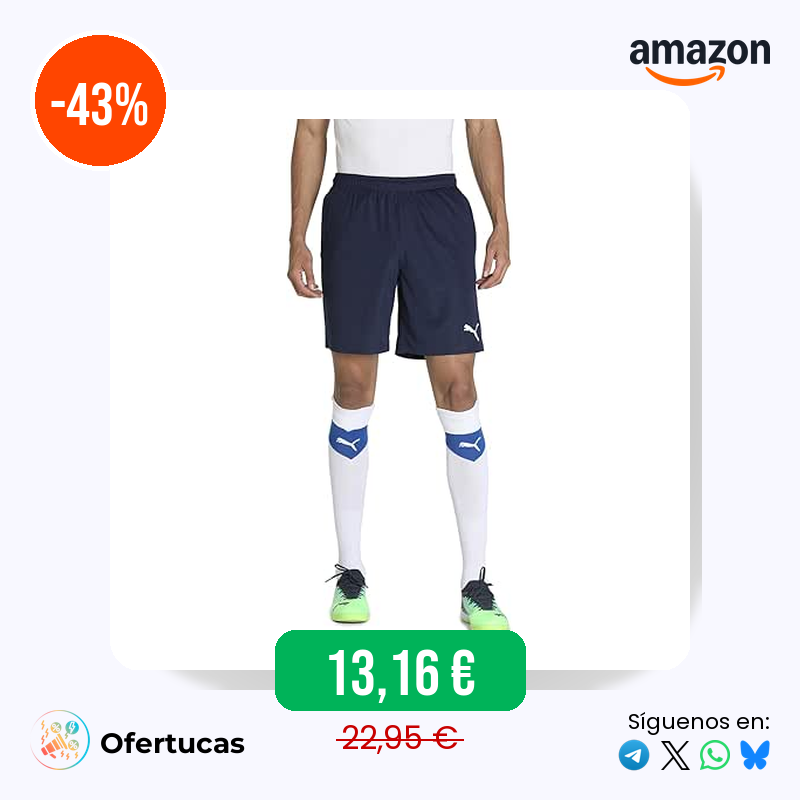 -43%
amazon
13,16 €
22,95 €
Ofertucas
Síguenos en: